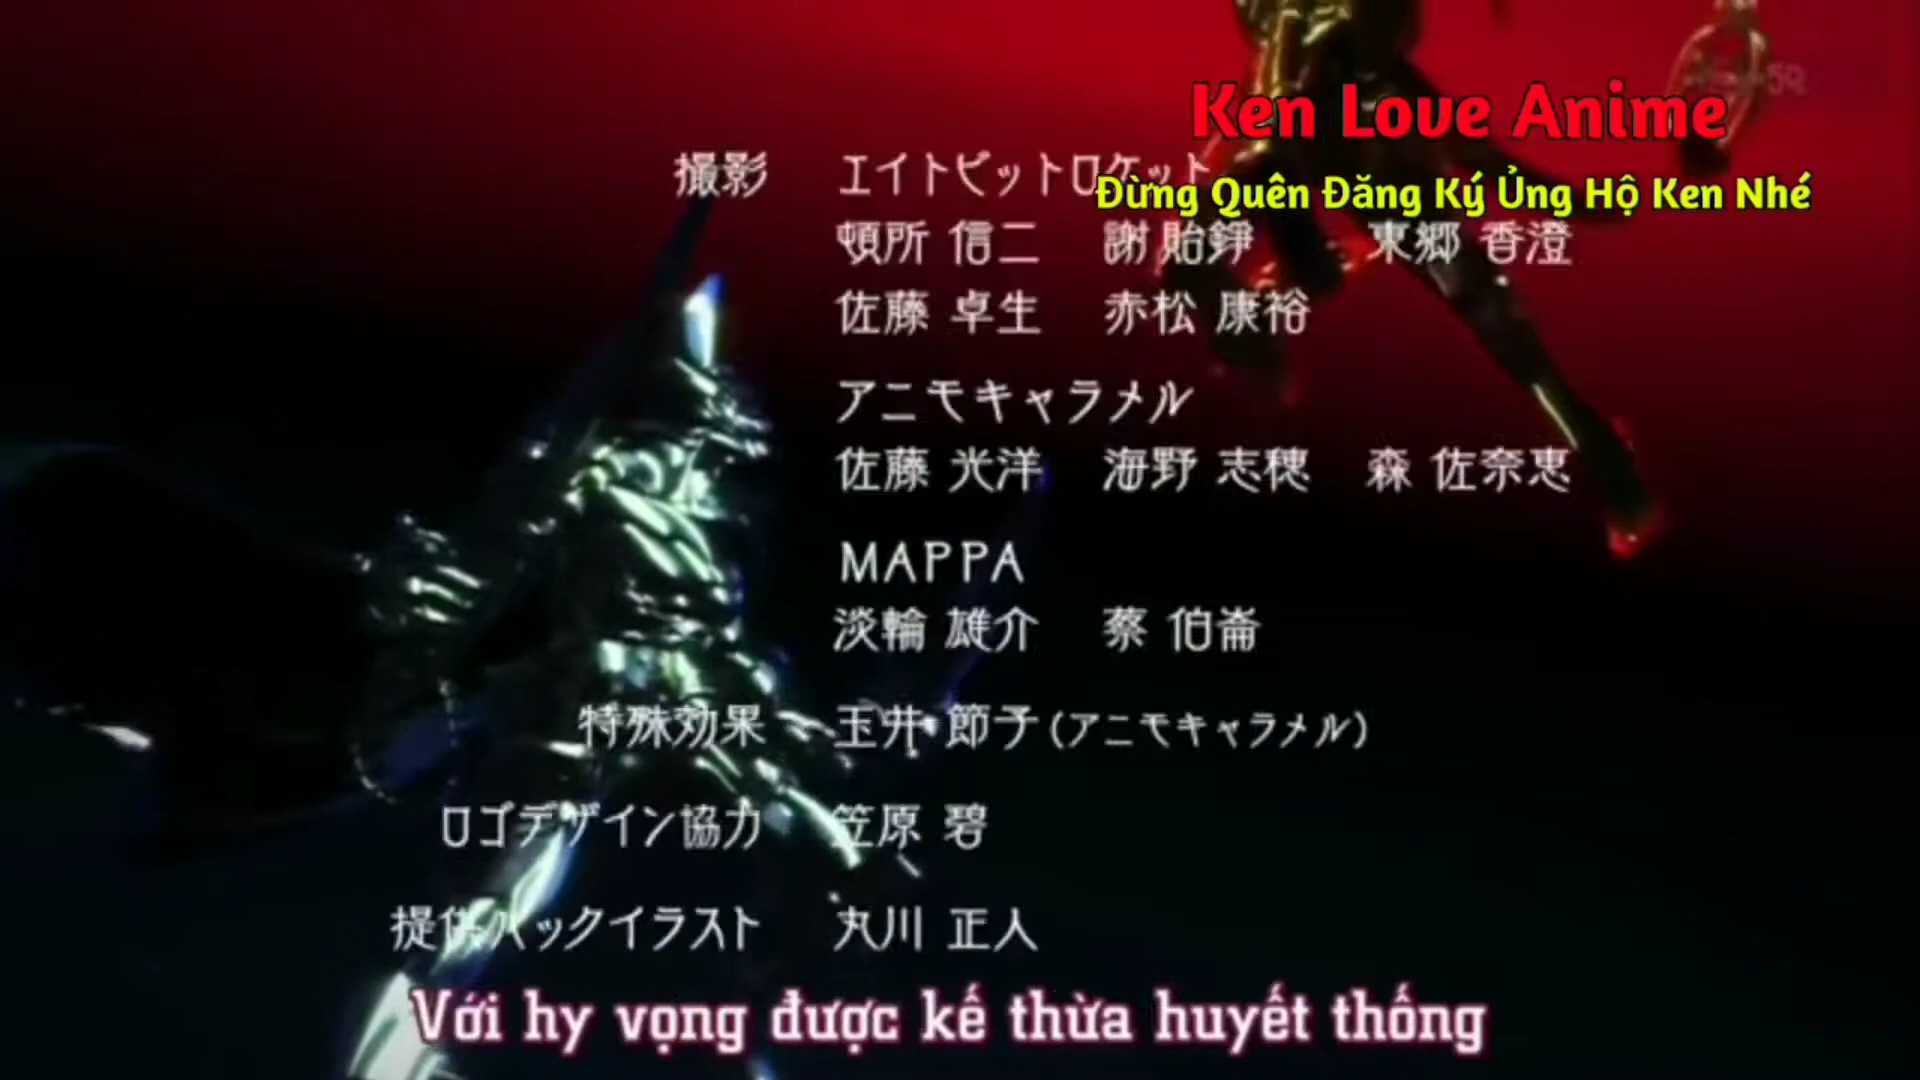 Ken Love Anime
撮影 エイトビットロケット
Đừng Quên Đăng Ký Ủng Hộ Ken Nhé
頓所 信二 謝 貽錚 東郷 香澄
佐藤 卓生 赤松 康裕
アニモキャラメル
佐藤 光洋 海野 志穂 森 佐奈恵
MAPPA
淡輪 雄介 蔡 伯崙
特殊効果 玉井 節子(アニモキャラメル)
ロゴデザイン協力 笠原 碧
提供バックイラスト 丸川 正人
Với hy vọng được kế thừa huyết thống